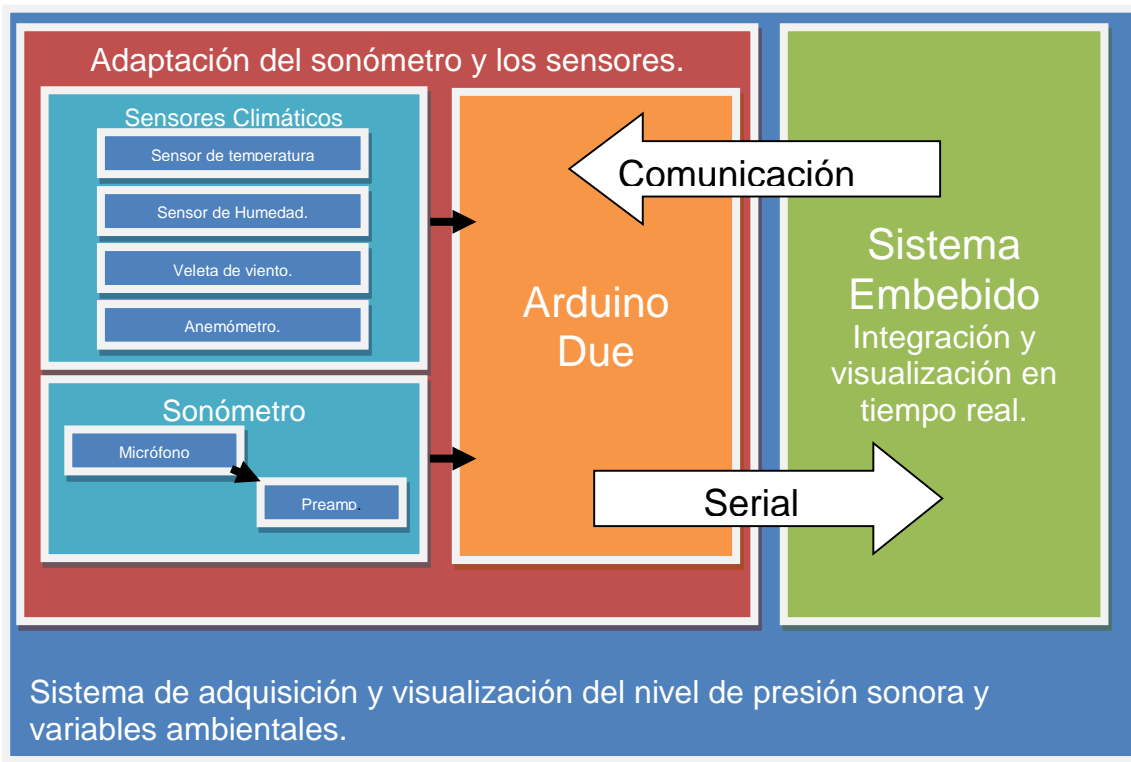 Adaptación del sonómetro y los sensores.
Sensores Climáticos
Sensor de temperatura
Sensor de Humedad.
Veleta de viento.
Anemómetro.
Sonómetro
Micrófono
Preamp.
Arduino
Due
Comunicación
Serial
Sistema
Embebido
Integración y
visualización en
tiempo real.
Sistema de adquisición y visualización del nivel de presión sonora y
variables ambientales.